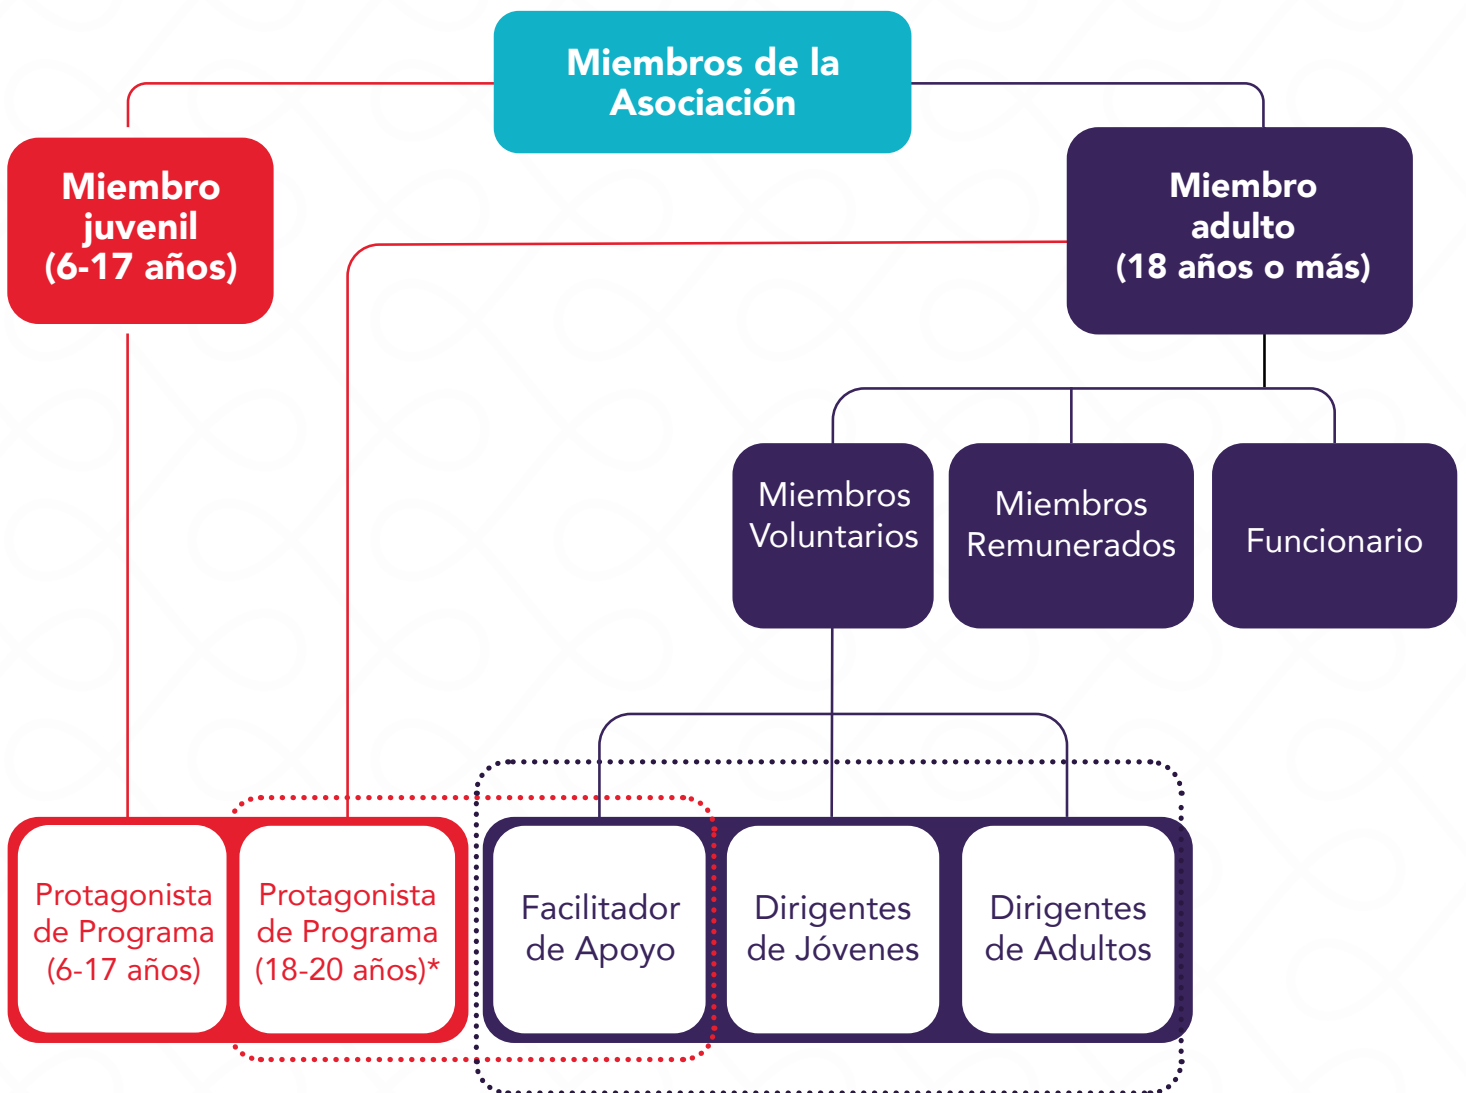 Miembros de la
Asociación
Miembro
juvenil
(6-17 años)
Miembro
adulto
(18 años o más)
Miembros
Voluntarios
Miembros
Remunerados
Funcionario
Protagonista
de Programa
(6-17 años)
Protagonista
de Programa
(18-20 años)*
Facilitador
de Apoyo
Dirigentes
de Jóvenes
Dirigentes
de Adultos